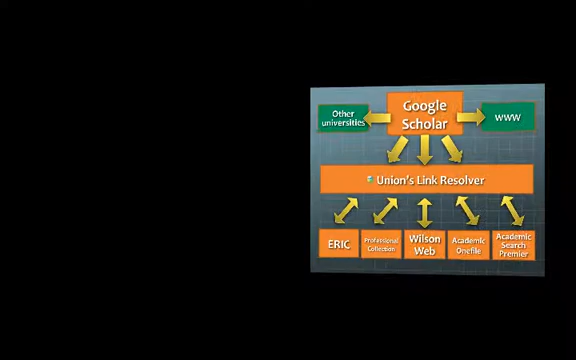 Google
Scholar
Other
universities
www
Union's Link Resolver
ERIC
Professional
Collection
Wilson
Web
Academic
Onefile
Academic
Search
Premier